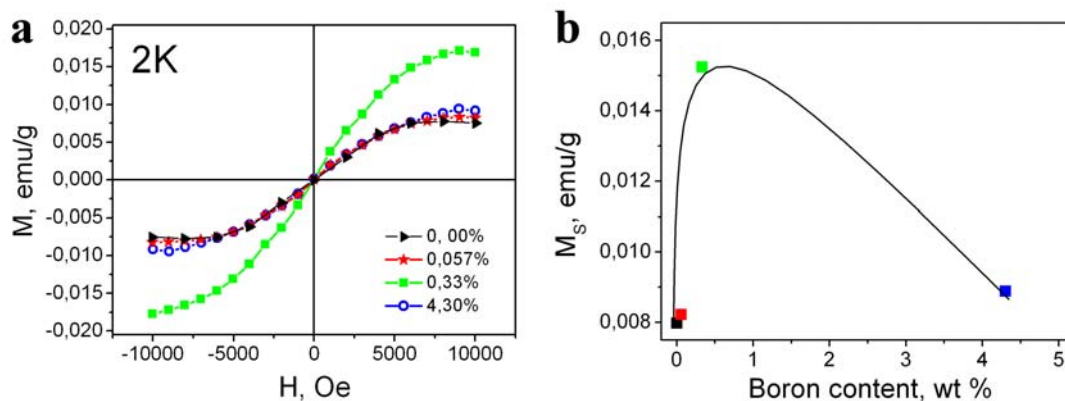 a
2K
0,020
0,015
0,010
0,005
0,000
-0,005
-0,010
-0,015
-0,020
M, emu/g
-10000 -5000 0 5000 10000
H, Oe
0, 00%
0,057%
0,33%
4,30%
b
0,016
0,014
0,012
0,010
0,008
MS, emu/g
0 1 2 3 4 5
Boron content, wt %